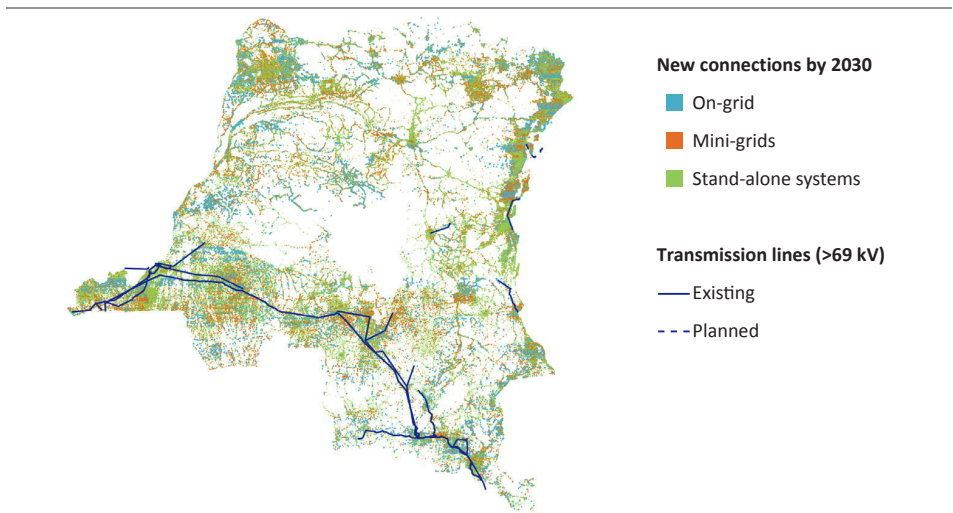 New connections by 2030
On-grid
Mini-grids
Stand-alone systems
Transmission lines (>69 kV)
Existing
Planned